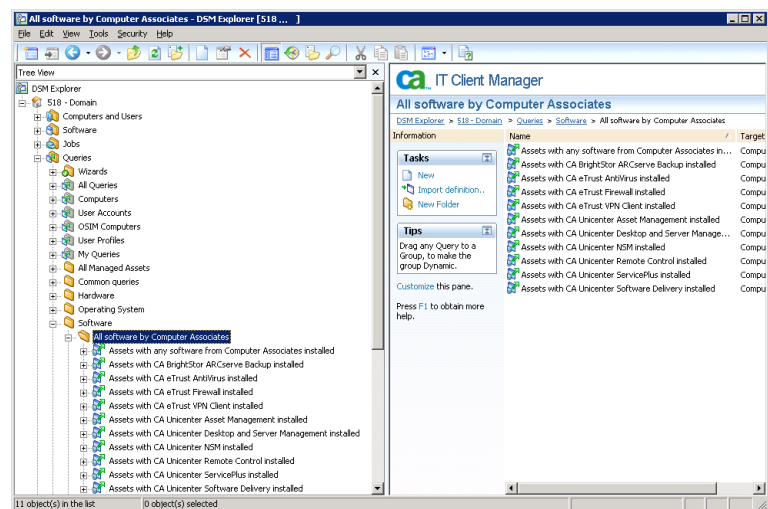 All software by Computer Associates - DSM Explorer [518 ... ]
File Edit View Tools Security Help
Tree View
DSM Explorer
518 - Domain
Computers and Users
Software
Jobs
Queries
Wizards
All Queries
Computers
User Accounts
OSIM Computers
User Profiles
My Queries
All Managed Assets
Common queries
Hardware
Operating System
Software
All software by Computer Associates
Assets with any software from Computer Associates installed
Assets with CA BrightStor ARCserve Backup installed
Assets with CA eTrust AntiVirus installed
Assets with CA eTrust Firewall installed
Assets with CA eTrust VPN Client installed
Assets with CA Unicenter Asset Management installed
Assets with CA Unicenter Desktop and Server Management installed
Assets with CA Unicenter NSM installed
Assets with CA Unicenter Remote Control installed
Assets with CA Unicenter ServicePlus installed
Assets with CA Unicenter Software Delivery installed
ca IT Client Manager
All software by Computer Associates
DSM Explorer > 518 - Domain > Queries > Software > All software by Computer Associates
Information
Tasks
New
Import definition..
New Folder
Tips
Drag any Query to a
Group, to make the
group Dynamic.
Customize this pane.
Press F1 to obtain more
help.
Name / Target
Assets with any software from Computer Associates in... Compu
Assets with CA BrightStor ARCserve Backup installed Compu
Assets with CA eTrust AntiVirus installed Compu
Assets with CA eTrust Firewall installed Compu
Assets with CA eTrust VPN Client installed Compu
Assets with CA Unicenter Asset Management installed Compu
Assets with CA Unicenter Desktop and Server Manage... Compu
Assets with CA Unicenter NSM installed Compu
Assets with CA Unicenter Remote Control installed Compu
Assets with CA Unicenter ServicePlus installed Compu
Assets with CA Unicenter Software Delivery installed Compu
11 object(s) in the list 0 object(s) selected